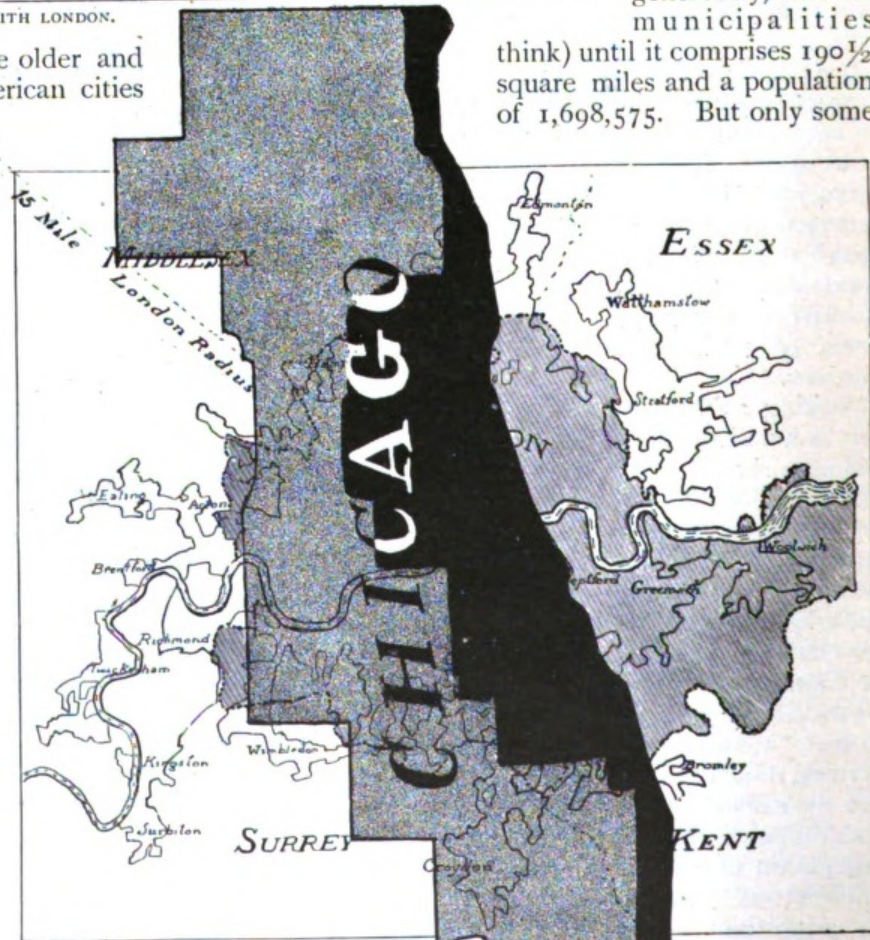 ITH LONDON.
e older and
erican cities
municipalities
think) until it comprises 190½
square miles and a population
of 1,698,575. But only some
Edmonton
ESSEX
15 Mile London Radius
MIDDLESEX
Walthamstow
CHICAGO
Stratford
ON
Ealing
Acton
Woolwich
Brentford
eptford
Greenwich
Richmond
Twickenham
Wimbledon
Kingston
Bromley
Surbiton
SURREY
KENT
Croydon